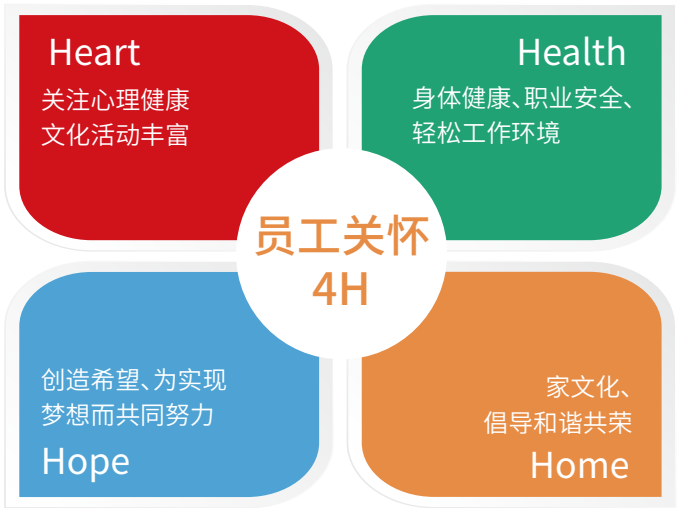 Heart
关注心理健康
文化活动丰富
Health
身体健康、职业安全、
轻松工作环境
员工关怀
4H
创造希望、为实现
梦想而共同努力
Hope
家文化、
倡导和谐共荣
Home